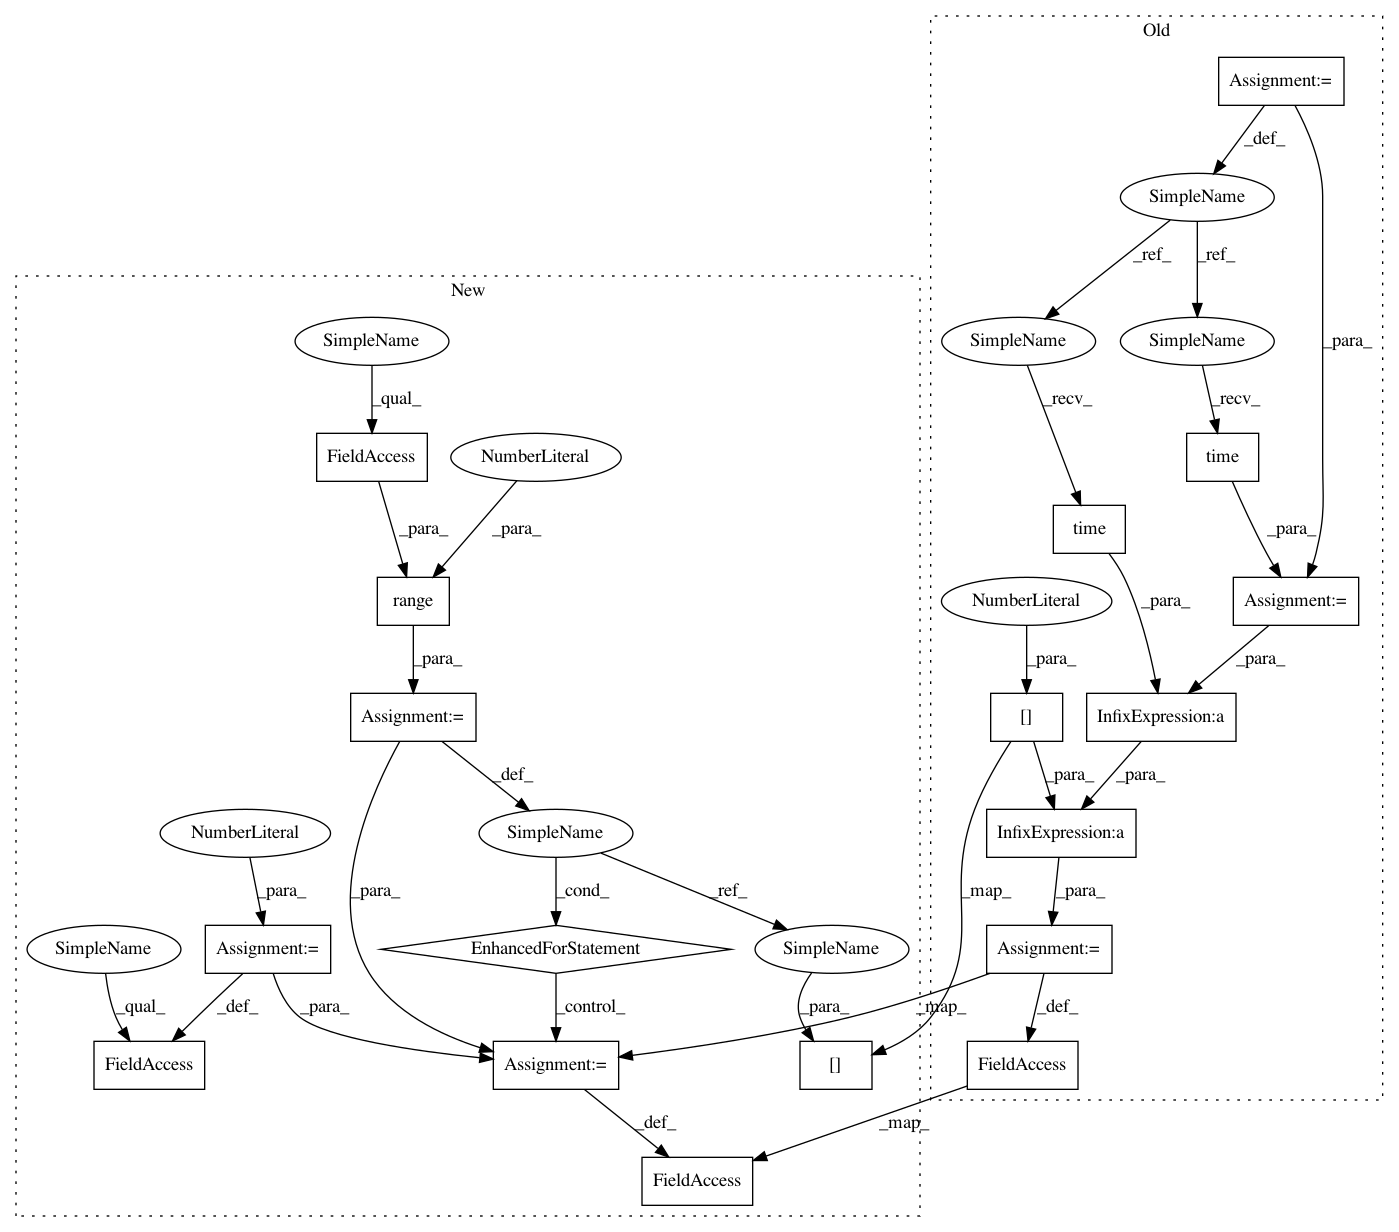 Old
Assignment:=
_def_
SimpleName
New
_ref_
_ref_
SimpleName
SimpleName
SimpleName
_para_
_qual_
_recv_
_recv_
FieldAccess
NumberLiteral
time
_para_
_para_
time
_para_
range
NumberLiteral
_para_
Assignment:=
_para_
_para_
_para_
Assignment:=
[]
InfixExpression:a
_def_
_para_
_para_
NumberLiteral
SimpleName
InfixExpression:a
_para_
_para_
_cond_
_ref_
_map_
_para_
SimpleName
Assignment:=
EnhancedForStatement
SimpleName
Assignment:=
_qual_
_def_
_para_
_control_
_para_
_map_
_def_
FieldAccess
Assignment:=
[]
FieldAccess
_def_
_map_
FieldAccess